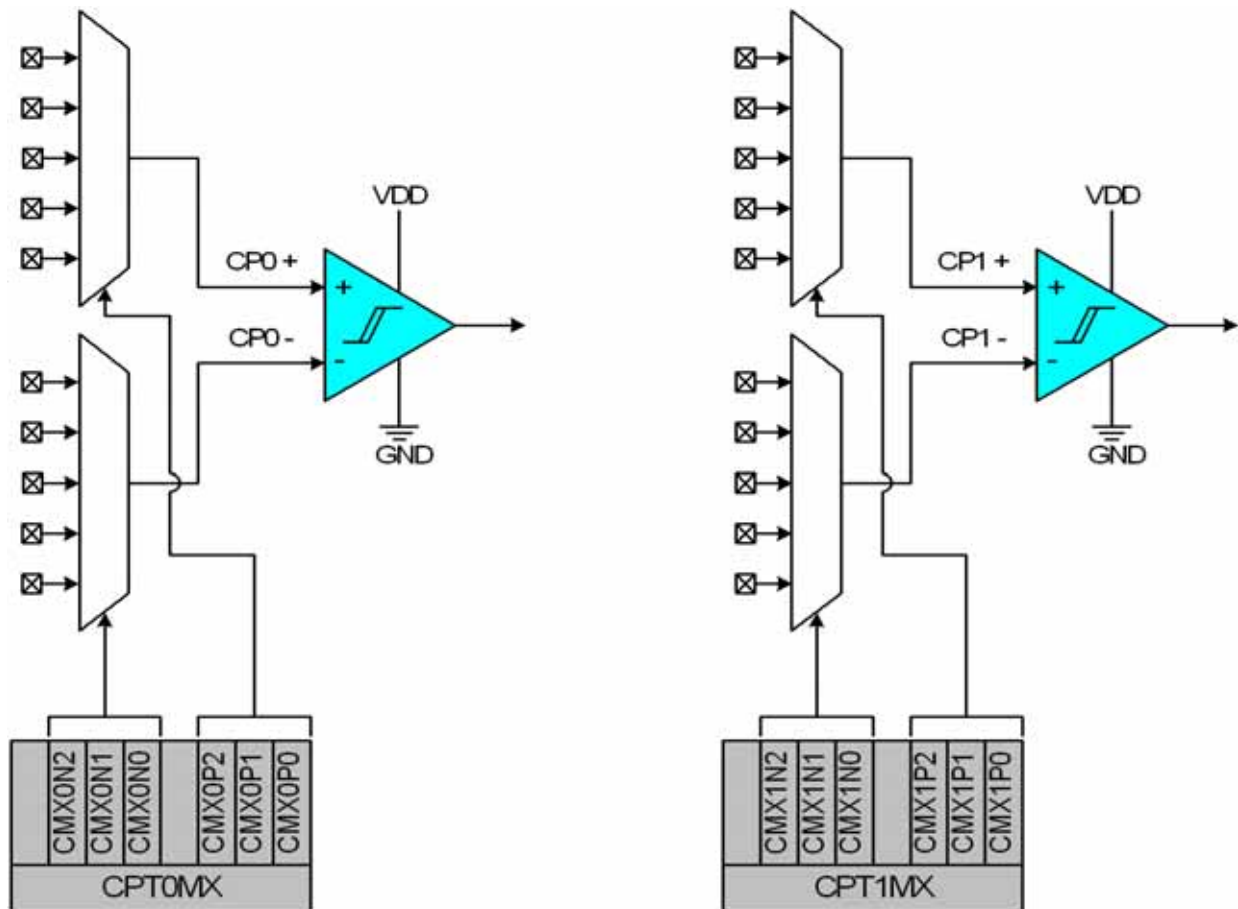 VDD
CP0 +
+
CP0 -
-
GND
CMX0N2
CMX0N1
CMX0N0
CMX0P2
CMX0P1
CMX0P0
CPT0MX
VDD
CP1 +
+
CP1 -
-
GND
CMX1N2
CMX1N1
CMX1N0
CMX1P2
CMX1P1
CMX1P0
CPT1MX